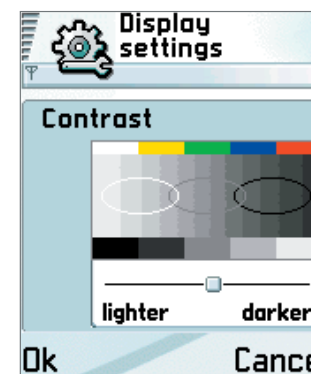 Display
settings
Contrast
lighter darker
Ok Cance